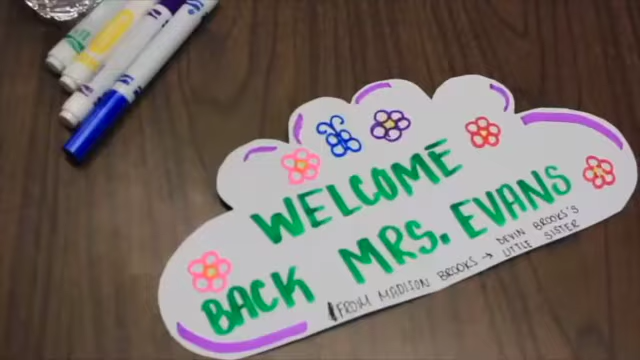 WELCOME
BACK MRS. EVANS
FROM MADISON BROOKS → DEVIN BROOKS'S
LITTLE SISTER